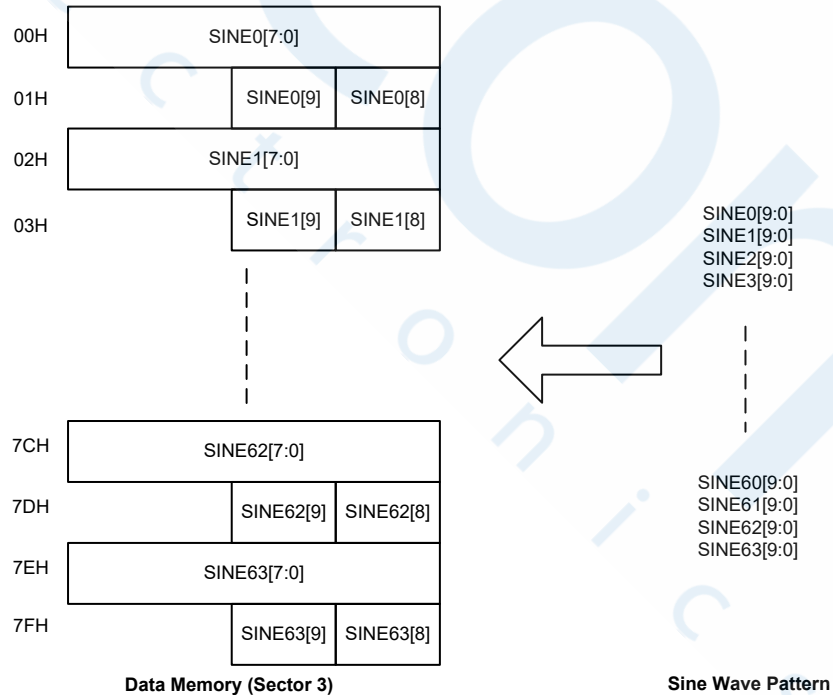 00H SINE0[7:0]
01H SINE0[9] SINE0[8]
02H SINE1[7:0]
03H SINE1[9] SINE1[8]
SINE0[9:0]
SINE1[9:0]
SINE2[9:0]
SINE3[9:0]
7CH SINE62[7:0]
7DH SINE62[9] SINE62[8]
7EH SINE63[7:0]
7FH SINE63[9] SINE63[8]
SINE60[9:0]
SINE61[9:0]
SINE62[9:0]
SINE63[9:0]
Data Memory (Sector 3) Sine Wave Pattern